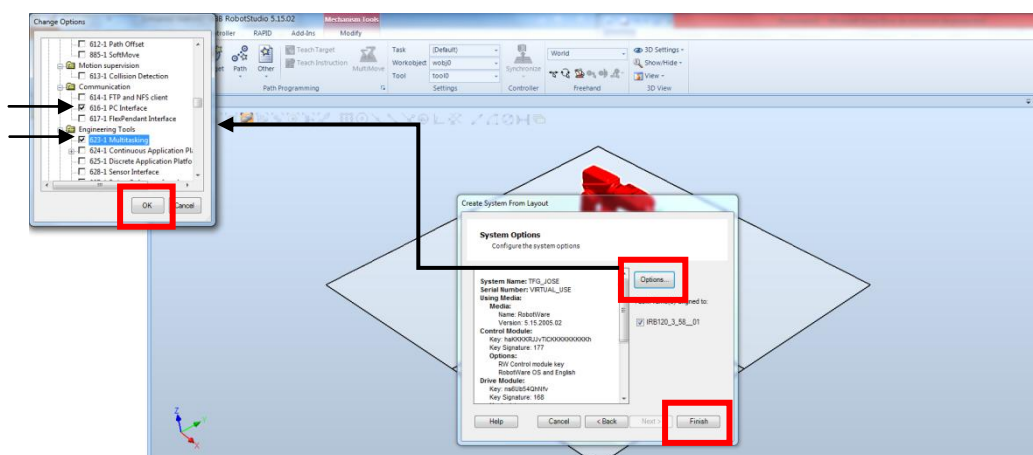 Change Options
BB RobotStudio 5.15.02
Mechanism Tools
RAPID
Add-Ins
Modify
612-1 Path Offset
885-1 SoftMove
Motion supervision
613-1 Collision Detection
Communication
614-1 FTP and NFS client
616-1 PC Interface
617-1 FlexPendant Interface
Engineering Tools
623-1 Multitasking
624-1 Continuous Application Pl
625-1 Discrete Application Platfo
628-1 Sensor Interface
OK
Cancel
Path
Other
Teach Target
Teach Instruction
MultiMove
Path Programming
Task
(Default)
Workobject
wobj0
Tool
tool0
Settings
Synchronize
Controller
World
Freehand
3D Settings
Show/Hide
View
3D View
Create System From Layout
System Options
Configure the system options
System Name: TFG_JOSE
Serial Number: VIRTUAL_USE
Using Media:
Media:
Name: RobotWare
Version: 5.15.2005.02
Control Module:
Key Signature: 177
Options:
RW Control module key
RobotWare OS and English
Drive Module:
Key Signature: 168
Options...
IRB120_3_58__01
Help
Cancel
< Back
Next >
Finish
Z
Y
X